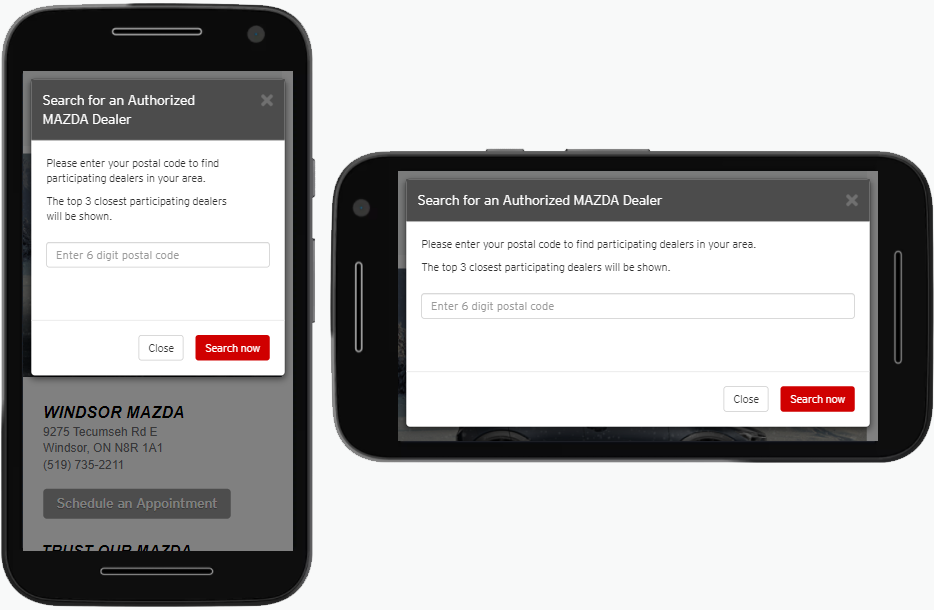 Search for an Authorized
MAZDA Dealer
Please enter your postal code to find
participating dealers in your area.
The top 3 closest participating dealers
will be shown.
Enter 6 digit postal code
Close
Search now
WINDSOR MAZDA
9275 Tecumseh Rd E
Windsor, ON N8R 1A1
(519) 735-2211
Schedule an Appointment
TRUST OUR MAZDA
Search for an Authorized MAZDA Dealer
Please enter your postal code to find participating dealers in your area.
The top 3 closest participating dealers will be shown.
Enter 6 digit postal code
Close
Search now